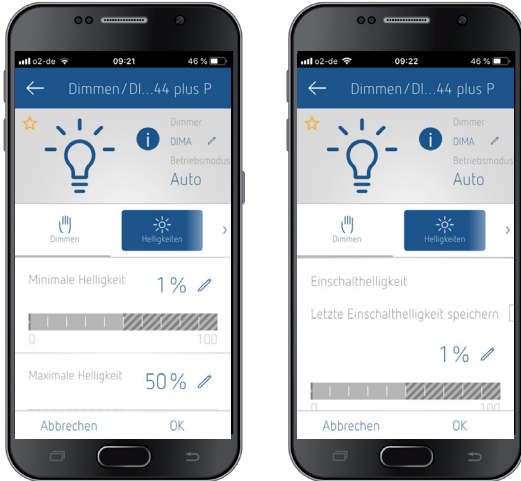 o2-de 09:21 46 %
Dimmen/DI...44 plus P
Dimmer
DIMA
Betriebsmodus
Auto
Dimmen
Helligkeiten
Minimale Helligkeit
1 %
0 100
Maximale Helligkeit
50 %
Abbrechen OK
o2-de 09:22 46 %
Dimmen/DI...44 plus P
Dimmer
DIMA
Betriebsmodus
Auto
Dimmen
Helligkeiten
Einschalthelligkeit
Letzte Einschalthelligkeit speichern
1 %
0 100
Abbrechen OK